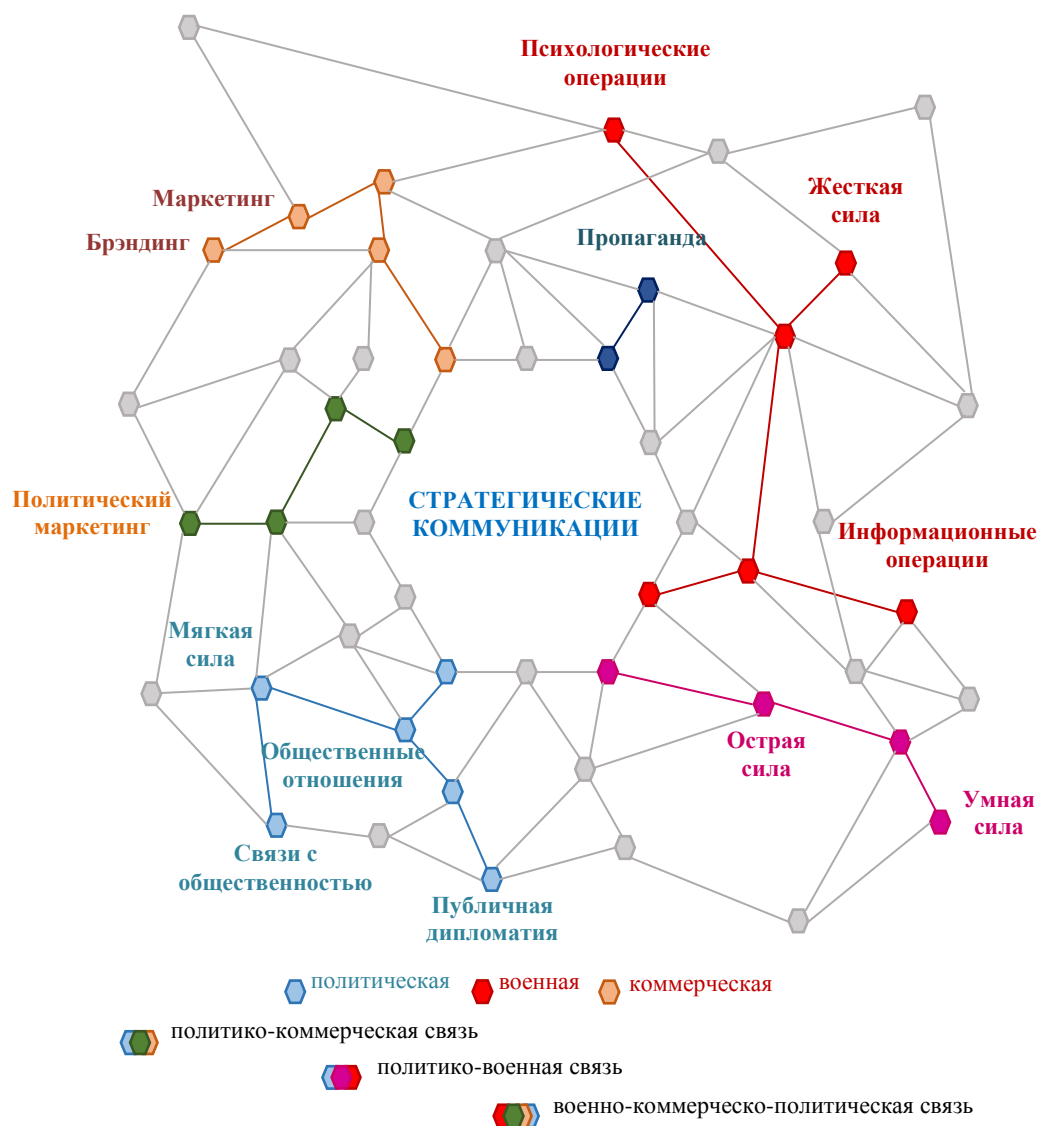 Психологические
операции
Жесткая
сила
Маркетинг
Брэндинг
Пропаганда
Политический
маркетинг
СТРАТЕГИЧЕСКИЕ
КОММУНИКАЦИИ
Информационные
операции
Мягкая
сила
Общественные
отношения
Острая
сила
Умная
сила
Связи с
общественностью
Публичная
дипломатия
политическая
военная
коммерческая
политико-коммерческая связь
политико-военная связь
военно-коммерческо-политическая связь